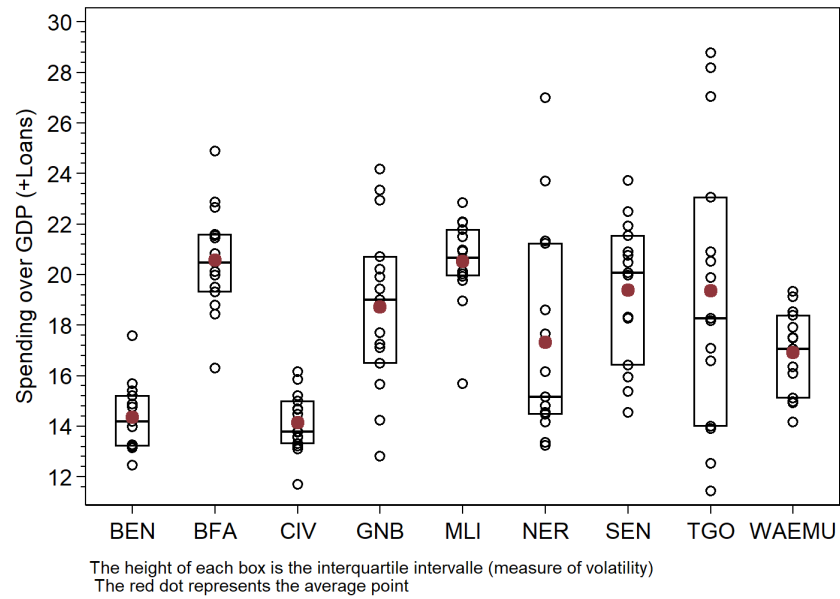 Spending over GDP (+Loans)
30
28
26
24
22
20
18
16
14
12
BEN BFA CIV GNB MLI NER SEN TGO WAEMU
The height of each box is the interquartile intervalle (measure of volatility)
The red dot represents the average point